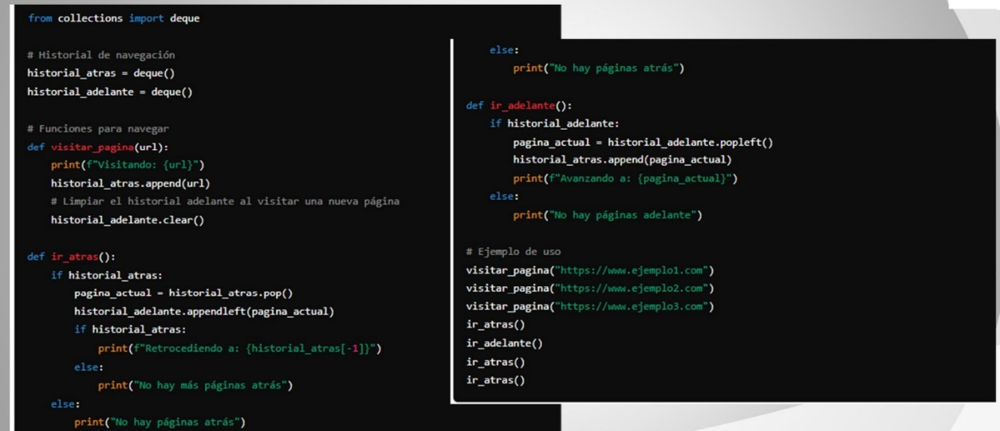 from collections import deque
# Historial de navegación
historial_atras = deque()
historial_adelante = deque()
# Funciones para navegar
def visitar_pagina(url):
    print(f"Visitando: {url}")
    historial_atras.append(url)
    # Limpiar el historial adelante al visitar una nueva página
    historial_adelante.clear()
def ir_atras():
    if historial_atras:
        pagina_actual = historial_atras.pop()
        historial_adelante.appendleft(pagina_actual)
        if historial_atras:
            print(f"Retrocediendo a: {historial_atras[-1]}")
        else:
            print("No hay más páginas atrás")
    else:
        print("No hay páginas atrás")
    else:
        print("No hay páginas atrás")
def ir_adelante():
    if historial_adelante:
        pagina_actual = historial_adelante.popleft()
        historial_atras.append(pagina_actual)
        print(f"Avanzando a: {pagina_actual}")
    else:
        print("No hay páginas adelante")
# Ejemplo de uso
visitar_pagina("https://www.ejemplo1.com")
visitar_pagina("https://www.ejemplo2.com")
visitar_pagina("https://www.ejemplo3.com")
ir_atras()
ir_adelante()
ir_atras()
ir_atras()